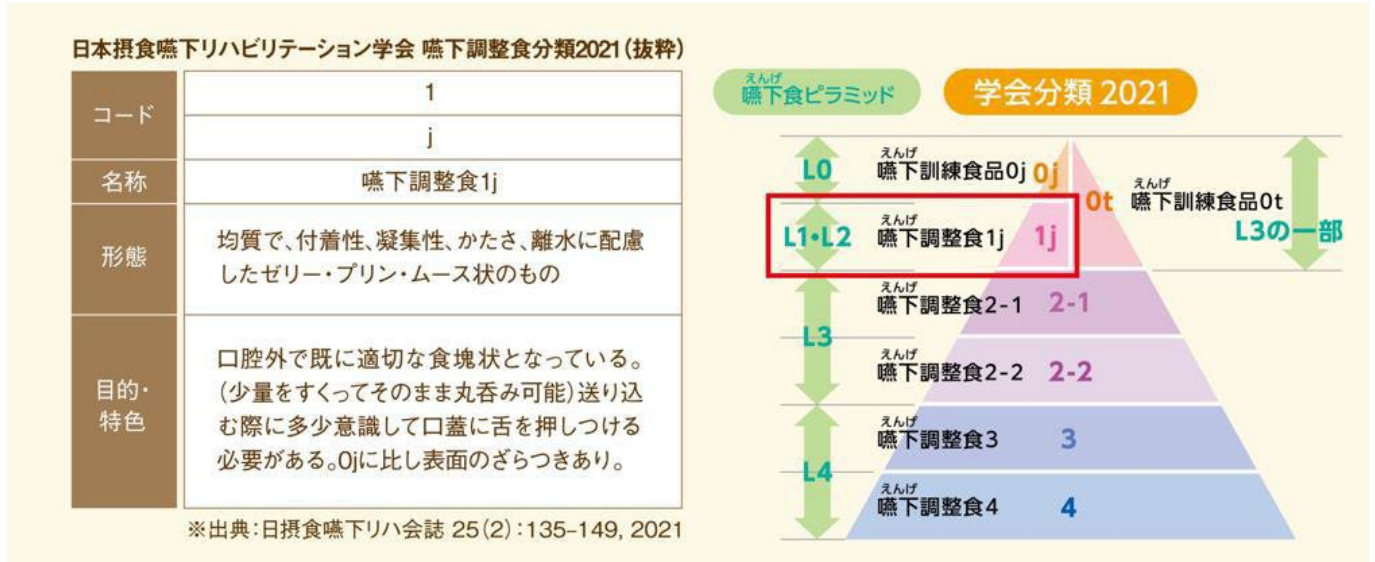 日本摂食嚥下リハビリテーション学会 嚥下調整食分類2021(抜粋)
コード
1
j
名称
嚥下調整食1j
形態
均質で、付着性、凝集性、かたさ、離水に配慮
したゼリー・プリン・ムース状のもの
目的・
特色
口腔外で既に適切な食塊状となっている。
(少量をすくってそのまま丸呑み可能)送り込
む際に多少意識して口蓋に舌を押しつける
必要がある。0jに比し表面のざらつきあり。
※出典:日摂食嚥下リハ会誌 25(2):135–149, 2021
えんげ
嚥下食ピラミッド
学会分類 2021
L0
えんげ
嚥下訓練食品0j
0j
0t
えんげ
嚥下訓練食品0t
L3の一部
L1・L2
えんげ
嚥下調整食1j
1j
えんげ
嚥下調整食2-1
2-1
L3
えんげ
嚥下調整食2-2
2-2
えんげ
嚥下調整食3
3
L4
えんげ
嚥下調整食4
4